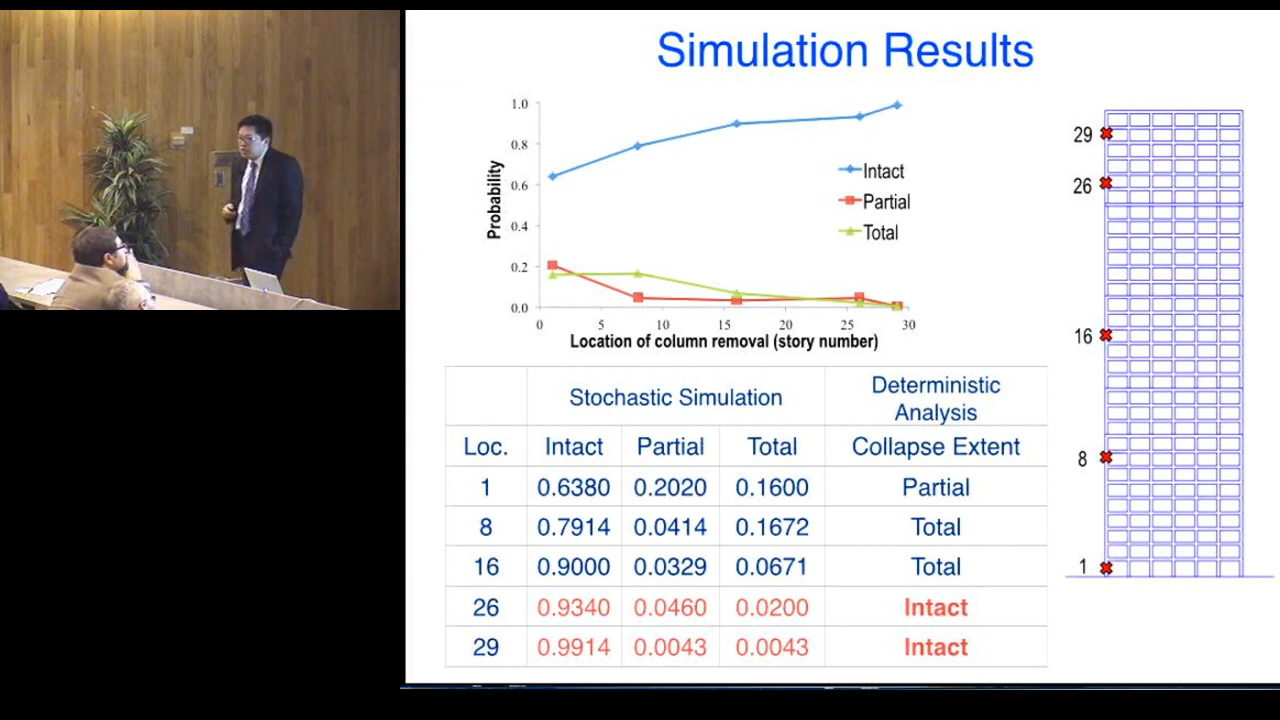 Simulation Results
1.0
0.8
0.6
0.4
0.2
0.0
Probability
0
5
10
15
20
25
30
Location of column removal (story number)
Intact
Partial
Total
29
26
16
8
1
Stochastic Simulation
Deterministic
Analysis
Loc. Intact Partial Total Collapse Extent
1 0.6380 0.2020 0.1600 Partial
8 0.7914 0.0414 0.1672 Total
16 0.9000 0.0329 0.0671 Total
26 0.9340 0.0460 0.0200 Intact
29 0.9914 0.0043 0.0043 Intact